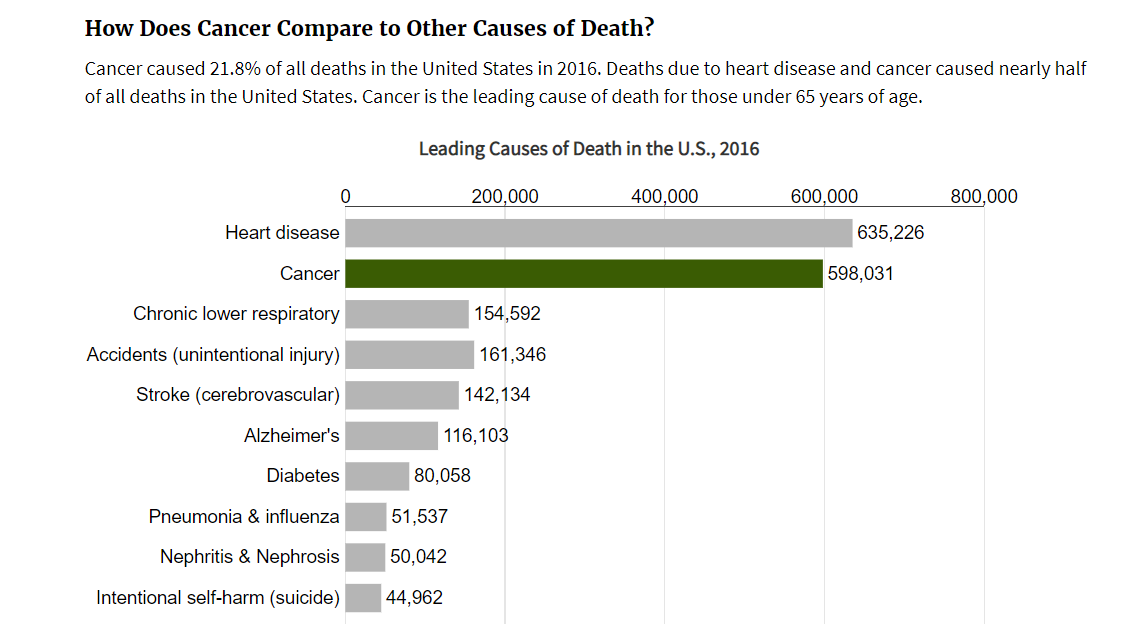 How Does Cancer Compare to Other Causes of Death?
Cancer caused 21.8% of all deaths in the United States in 2016. Deaths due to heart disease and cancer caused nearly half
of all deaths in the United States. Cancer is the leading cause of death for those under 65 years of age.
Leading Causes of Death in the U.S., 2016
0 200,000 400,000 600,000 800,000
Heart disease 635,226
Cancer 598,031
Chronic lower respiratory 154,592
Accidents (unintentional injury) 161,346
Stroke (cerebrovascular) 142,134
Alzheimer's 116,103
Diabetes 80,058
Pneumonia & influenza 51,537
Nephritis & Nephrosis 50,042
Intentional self-harm (suicide) 44,962